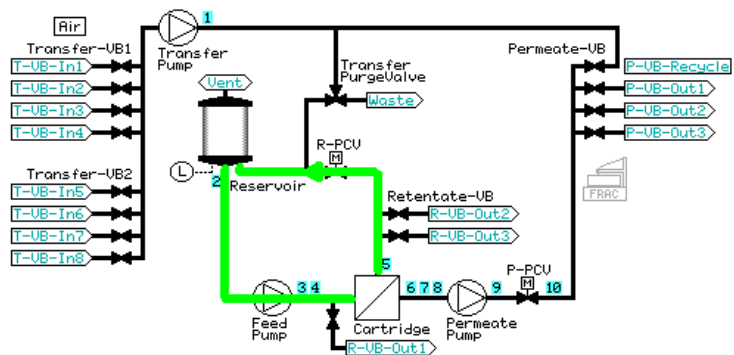 1
Air
Transfer-VB1
Transfer
Pump
Permeate-VB
T-VB-In1
T-VB-In2
T-VB-In3
T-VB-In4
Vent
Transfer
PurgeValve
Waste
P-VB-Recycle
P-VB-Out1
P-VB-Out2
P-VB-Out3
R-PCV
M
L
2
Reservoir
Transfer-VB2
T-VB-In5
T-VB-In6
T-VB-In7
T-VB-In8
Retentate-VB
R-VB-Out2
R-VB-Out3
FRAC
5
3 4
6 7 8
9
10
P-PCV
M
Feed
Pump
Cartridge
Permeate
Pump
R-VB-Out1